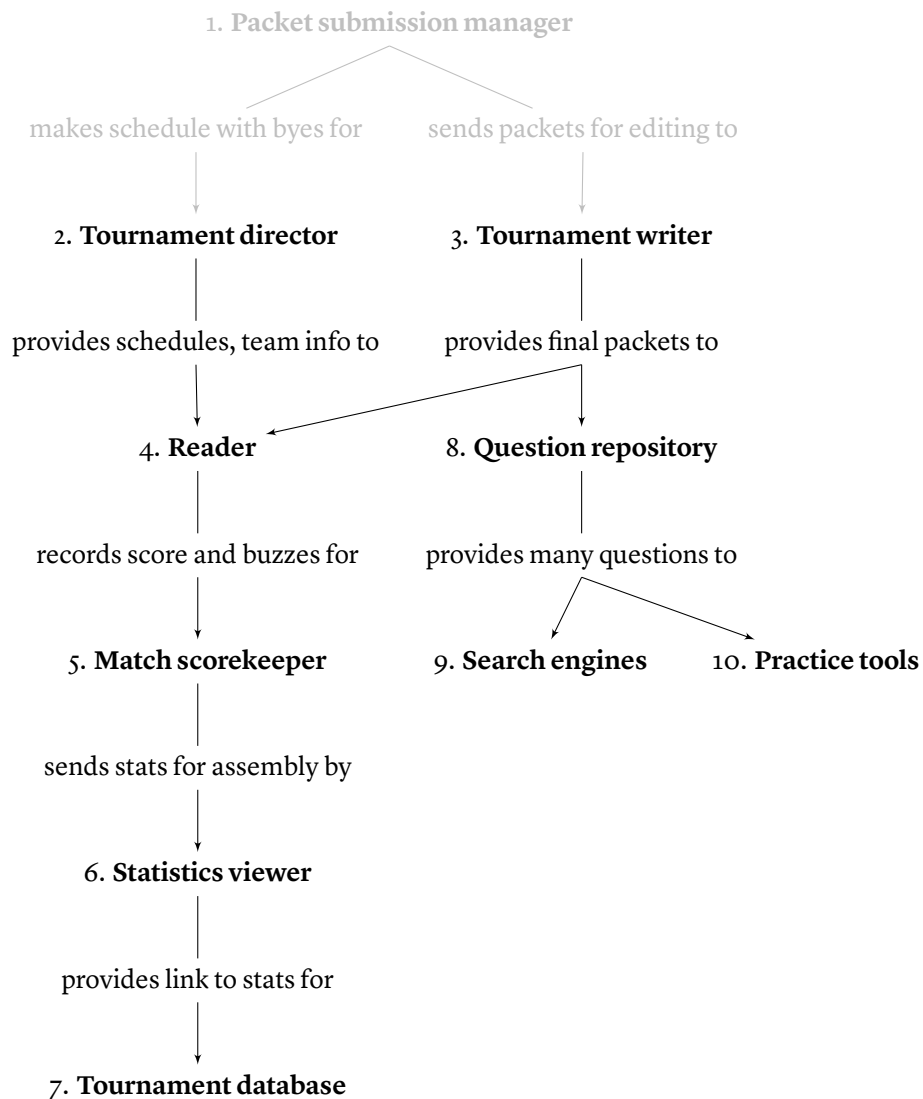 1. Packet submission manager
makes schedule with byes for
sends packets for editing to
2. Tournament director
3. Tournament writer
provides schedules, team info to
provides final packets to
4. Reader
8. Question repository
records score and buzzes for
provides many questions to
5. Match scorekeeper
9. Search engines
10. Practice tools
sends stats for assembly by
6. Statistics viewer
provides link to stats for
7. Tournament database